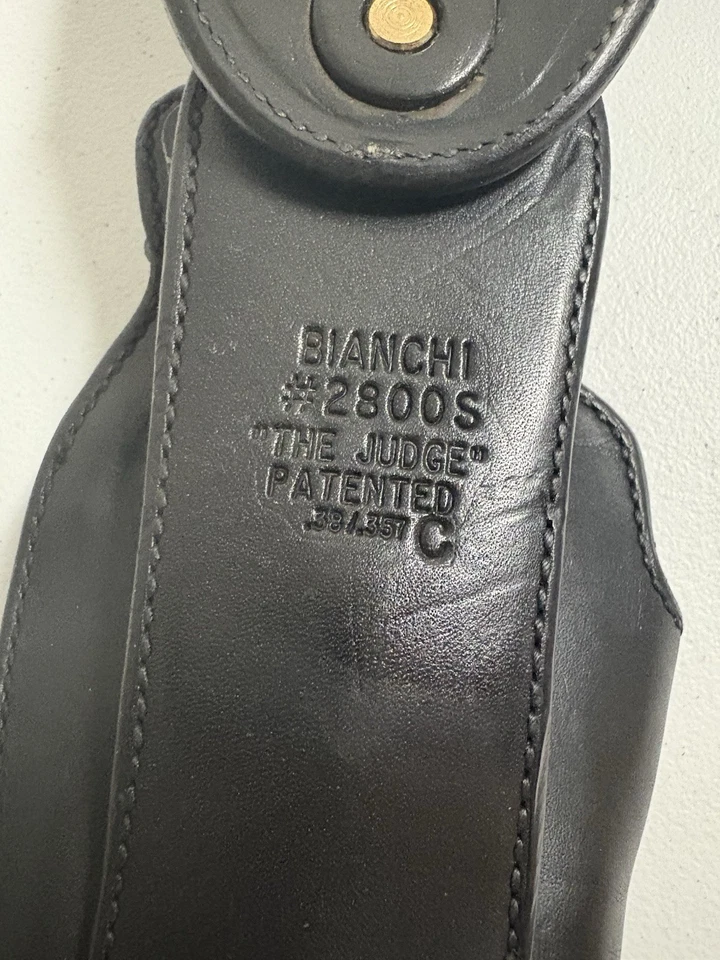 BIANCHI
#2800S
"THE JUDGE"
PATENTED
.38/.357 C